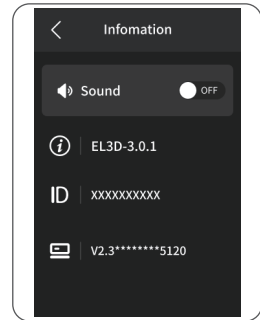 Infomation
Sound OFF
EL3D-3.0.1
ID XXXXXXXXXX
V2.3********5120